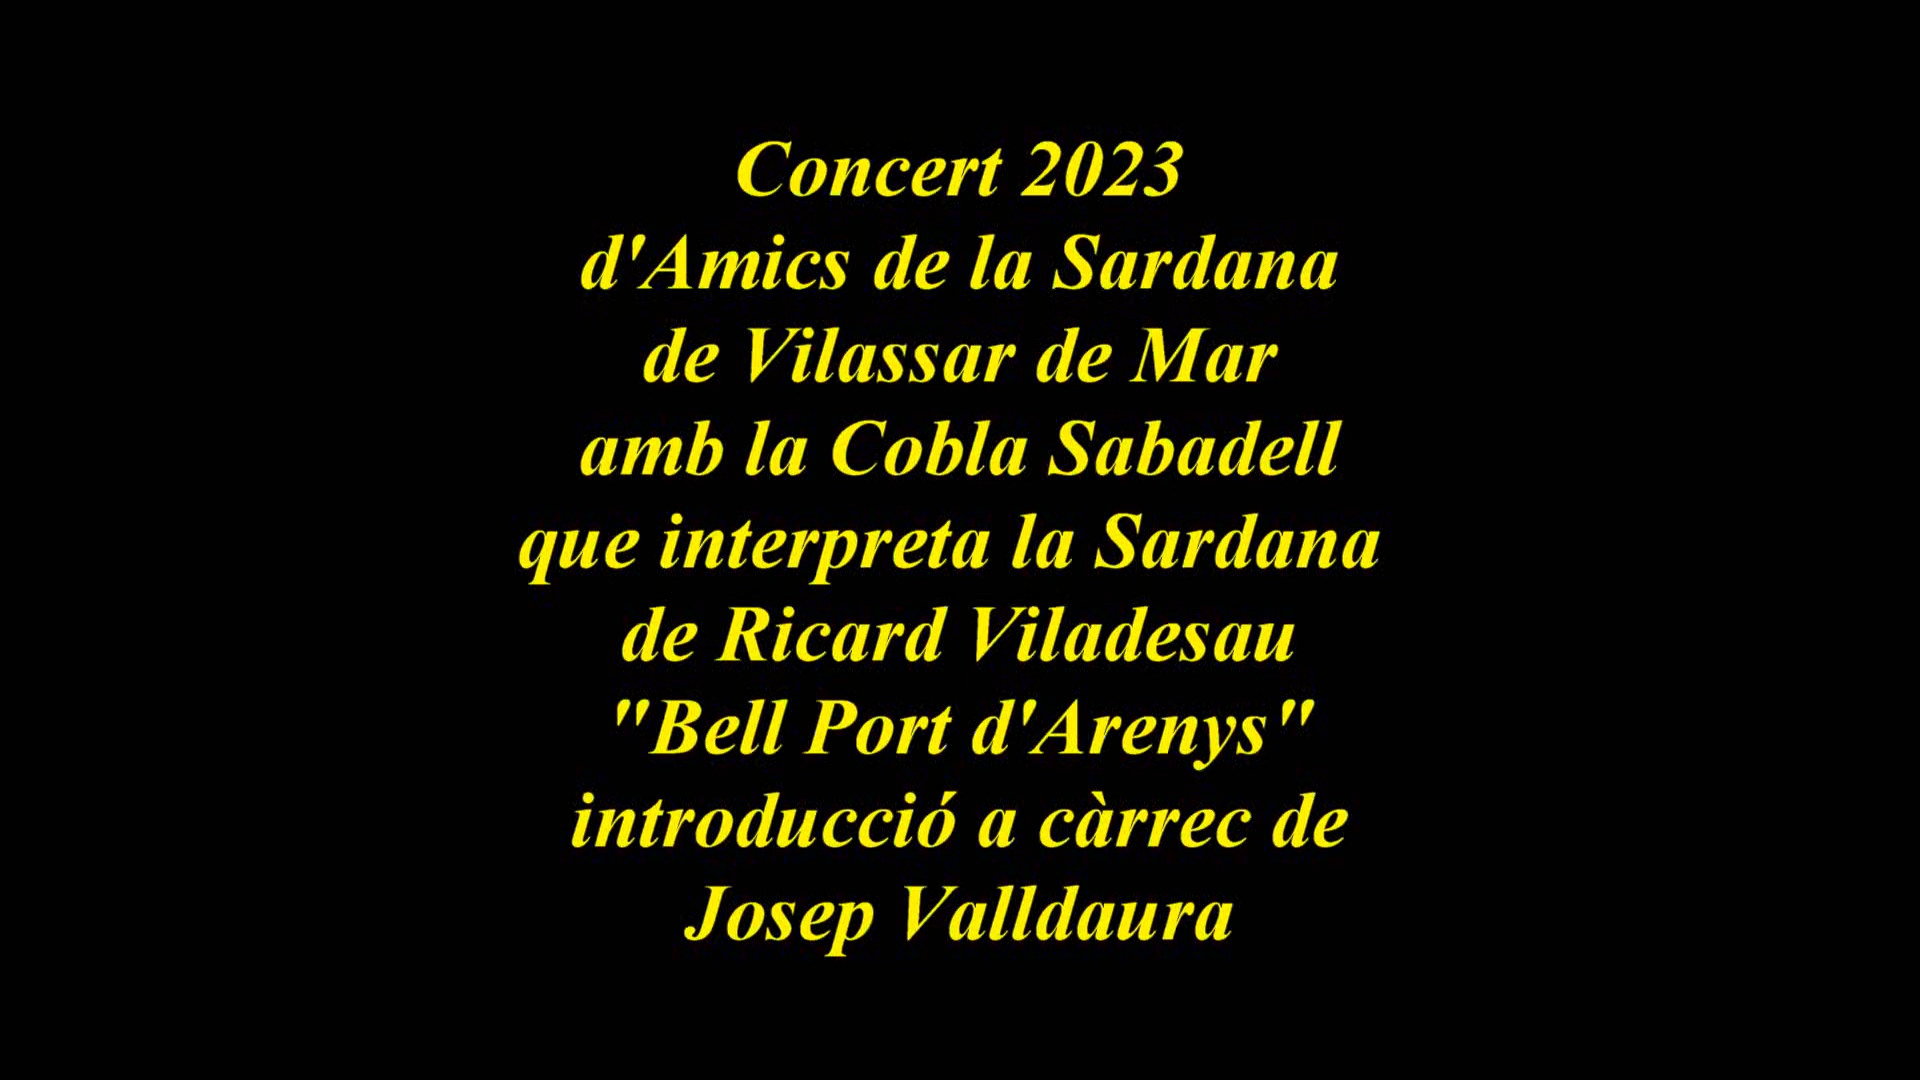 Concert 2023
d'Amics de la Sardana
de Vilassar de Mar
amb la Cobla Sabadell
que interpreta la Sardana
de Ricard Viladesau
"Bell Port d'Arenys"
introducció a càrrec de
Josep Valldaura